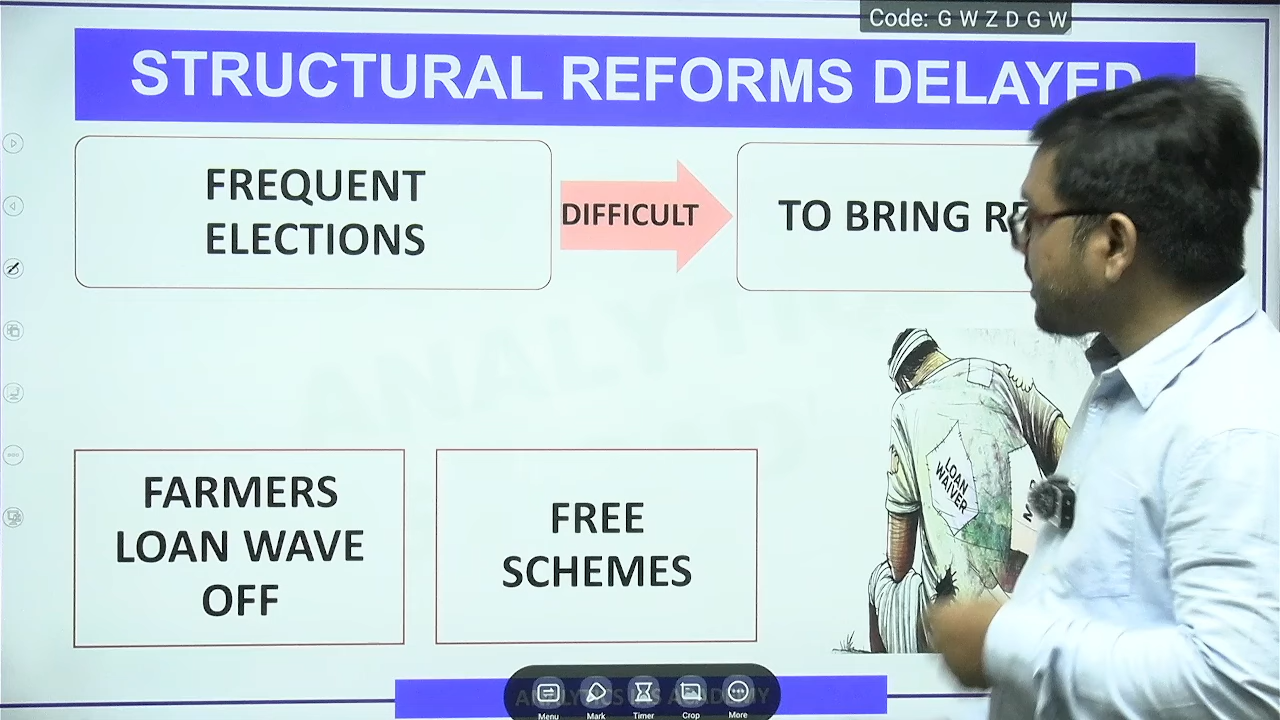 Code: G W Z D G W
STRUCTURAL REFORMS DELAYED
FREQUENT
ELECTIONS
DIFFICULT
TO BRING
LOAN
WAIVER
FARMERS
LOAN WAVE
OFF
FREE
SCHEMES
Menu
Mark
Timer
Crop
More